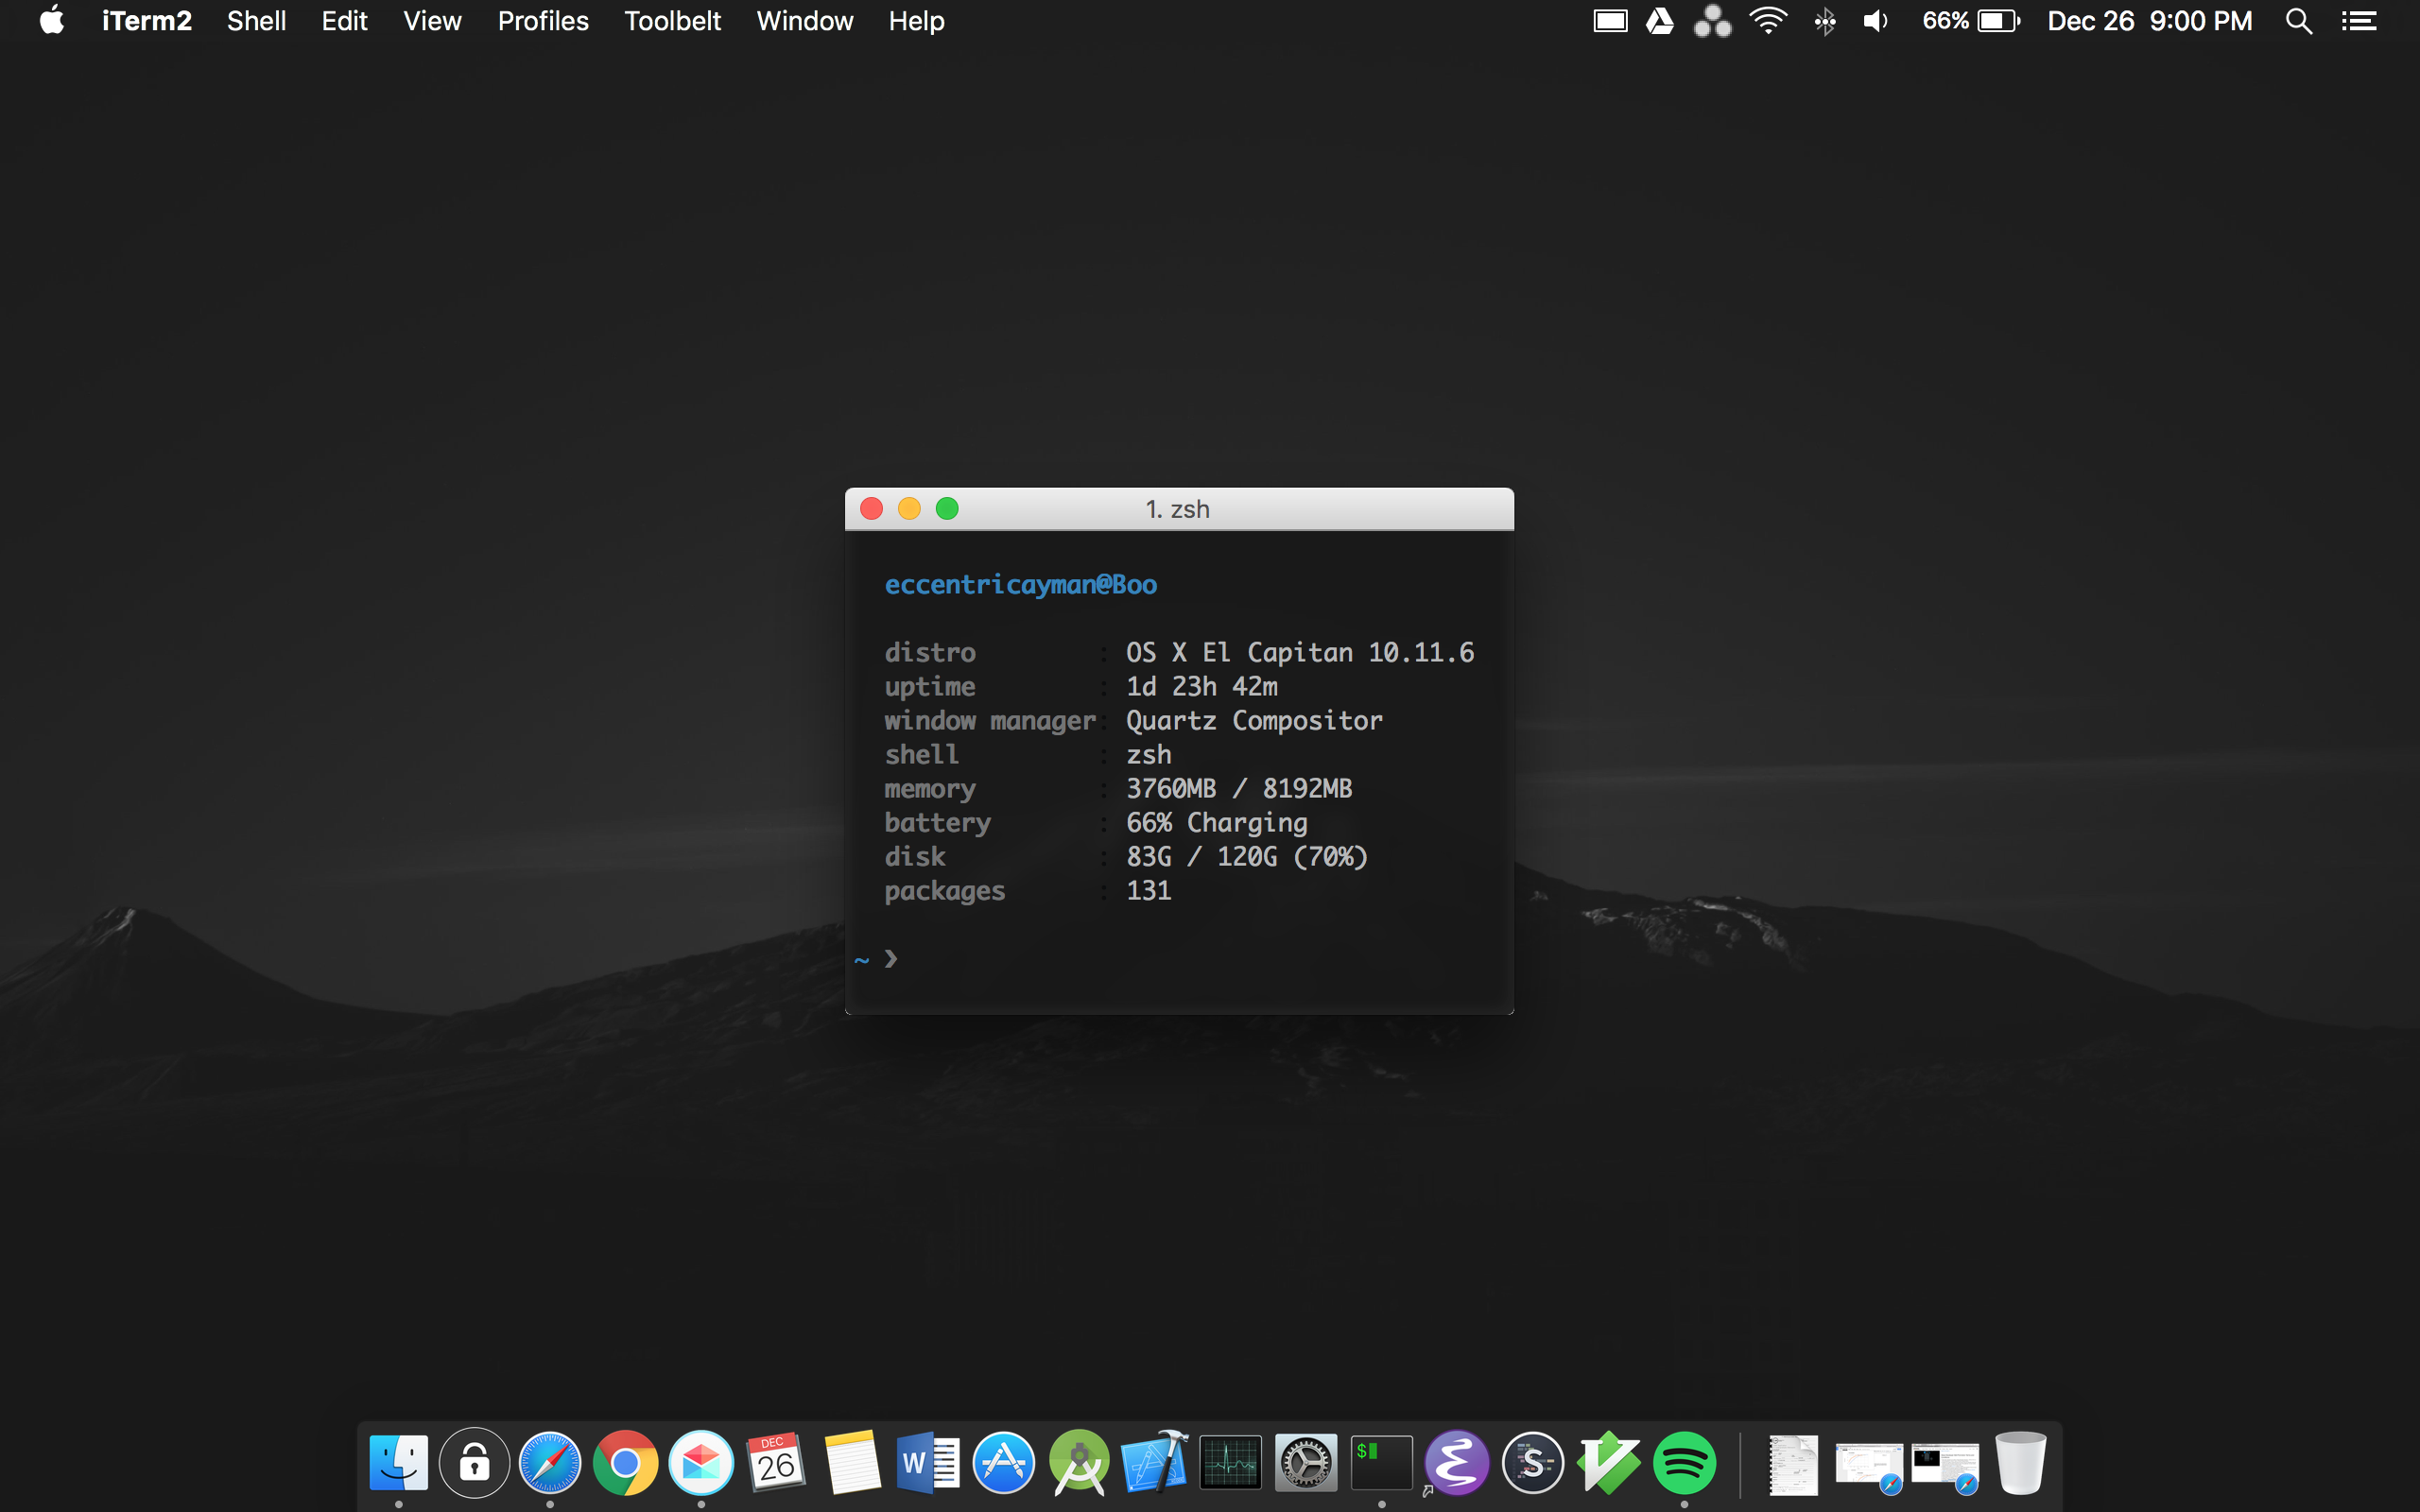 iTerm2 Shell Edit View Profiles Toolbelt Window Help 66% Dec 26 9:00 PM
1. zsh
eccentricayman@Boo
distro : OS X El Capitan 10.11.6
uptime : 1d 23h 42m
window manager: Quartz Compositor
shell : zsh
memory : 3760MB / 8192MB
battery : 66% Charging
disk : 83G / 120G (70%)
packages : 131
~ ❯
DEC
26
W
$
S